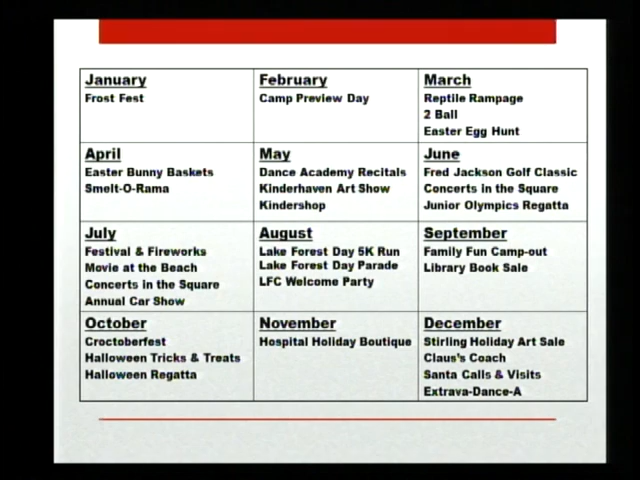 January
Frost Fest
February
Camp Preview Day
March
Reptile Rampage
2 Ball
Easter Egg Hunt
April
Easter Bunny Baskets
Smelt-O-Rama
May
Dance Academy Recitals
Kinderhaven Art Show
Kindershop
June
Fred Jackson Golf Classic
Concerts in the Square
Junior Olympics Regatta
July
Festival & Fireworks
Movie at the Beach
Concerts in the Square
Annual Car Show
August
Lake Forest Day 5K Run
Lake Forest Day Parade
LFC Welcome Party
September
Family Fun Camp-out
Library Book Sale
October
Croctoberfest
Halloween Tricks & Treats
Halloween Regatta
November
Hospital Holiday Boutique
December
Stirling Holiday Art Sale
Claus's Coach
Santa Calls & Visits
Extrava-Dance-A